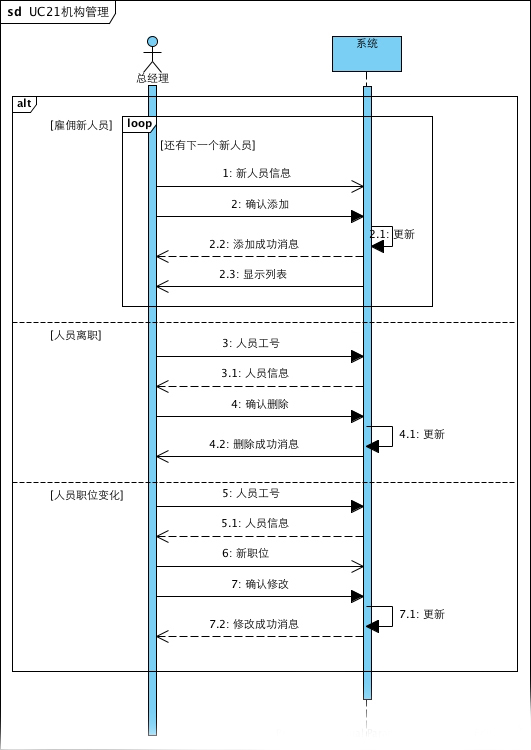 sd UC21机构管理
系统
总经理
alt
[雇佣新人员]
loop
[还有下一个新人员]
1: 新人员信息
2: 确认添加
2.1: 更新
2.2: 添加成功消息
2.3: 显示列表
[人员离职]
3: 人员工号
3.1: 人员信息
4: 确认删除
4.1: 更新
4.2: 删除成功消息
[人员职位变化]
5: 人员工号
5.1: 人员信息
6: 新职位
7: 确认修改
7.1: 更新
7.2: 修改成功消息